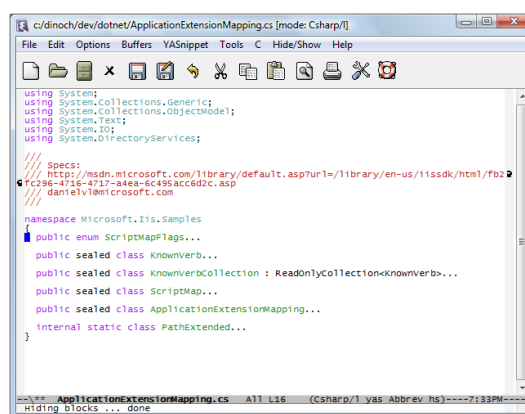 c:/dinoch/dev/dotnet/ApplicationExtensionMapping.cs [mode: Csharp/l]
File Edit Options Buffers YASnippet Tools C Hide/Show Help
using System;
using System.Collections.Generic;
using System.Collections.ObjectModel;
using System.Text;
using System.IO;
using System.DirectoryServices;
///
/// Specs:
/// http://msdn.microsoft.com/library/default.asp?url=/library/en-us/iissdk/html/fb2
fc296-4716-4717-a4ea-6c495acc6d2c.asp
/// danielvl@microsoft.com
///
namespace Microsoft.Iis.Samples
{
public enum ScriptMapFlags...
public sealed class KnownVerb...
public sealed class KnownVerbCollection : ReadOnlyCollection<KnownVerb>...
public sealed class ScriptMap...
public sealed class ApplicationExtensionMapping...
internal static class PathExtended...
}
--\** ApplicationExtensionMapping.cs All L16 (Csharp/l yas Abbrev hs)----7:33PM----
Hiding blocks ... done